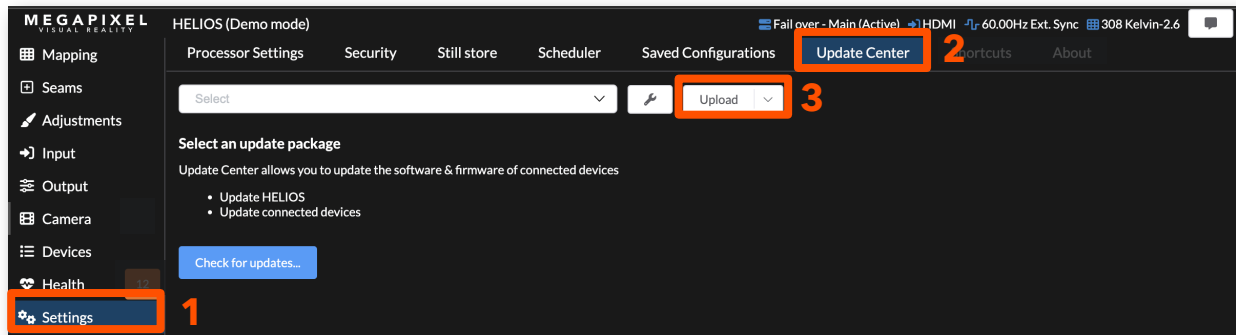 MEGAPIXEL
VISUAL REALITY
HELIOS (Demo mode)
Fail over - Main (Active) HDMI 60.00Hz Ext. Sync 308 Kelvin-2.6
Mapping
Seams
Adjustments
Input
Output
Camera
Devices
Health 12
Settings
1
Processor Settings Security Still store Scheduler Saved Configurations Update Center 2 Shortcuts About
Select Upload 3
Select an update package
Update Center allows you to update the software & firmware of connected devices
• Update HELIOS
• Update connected devices
Check for updates...